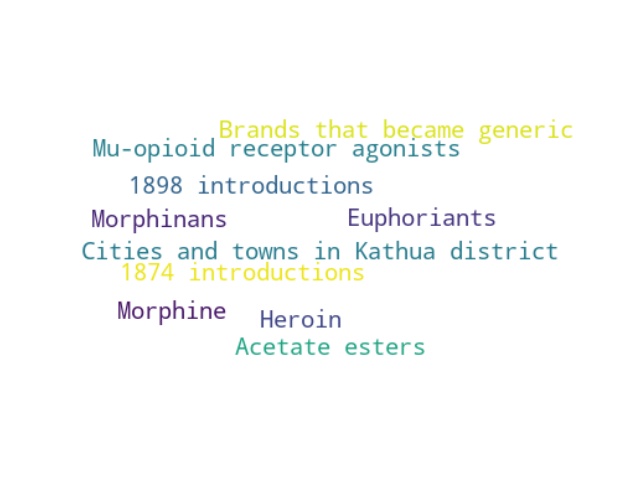 Brands that became generic
Mu-opioid receptor agonists
1898 introductions
Morphinans
Euphoriants
Cities and towns in Kathua district
1874 introductions
Morphine
Heroin
Acetate esters